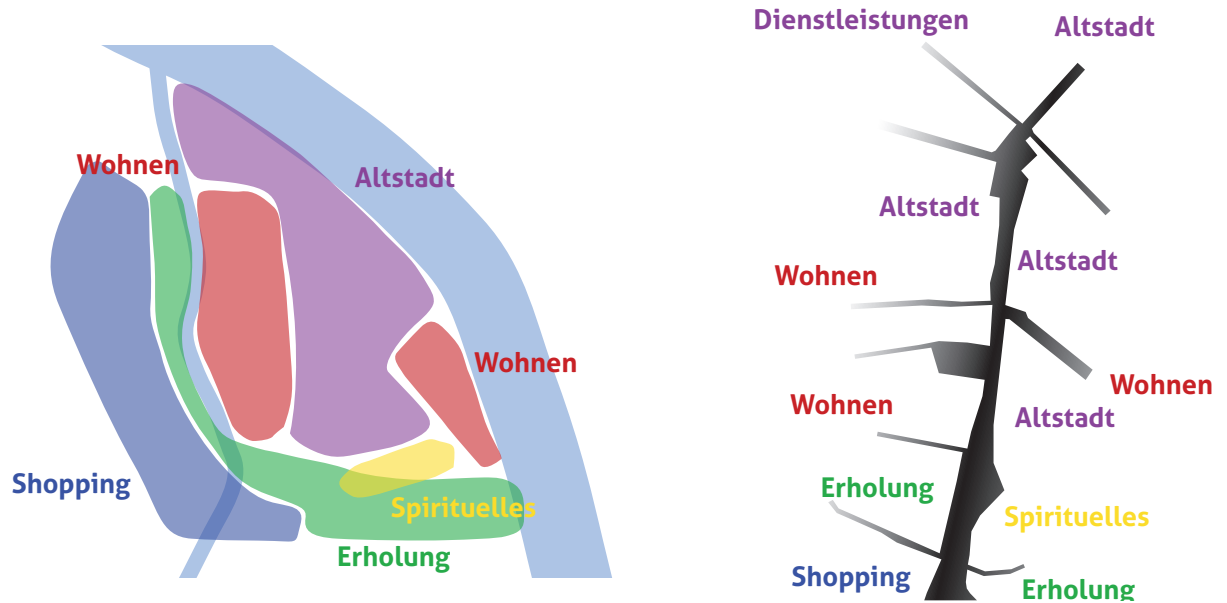 Wohnen
Altstadt
Wohnen
Shopping
Spirituelles
Erholung
Dienstleistungen
Altstadt
Altstadt
Altstadt
Wohnen
Wohnen
Wohnen
Altstadt
Erholung
Spirituelles
Shopping
Erholung